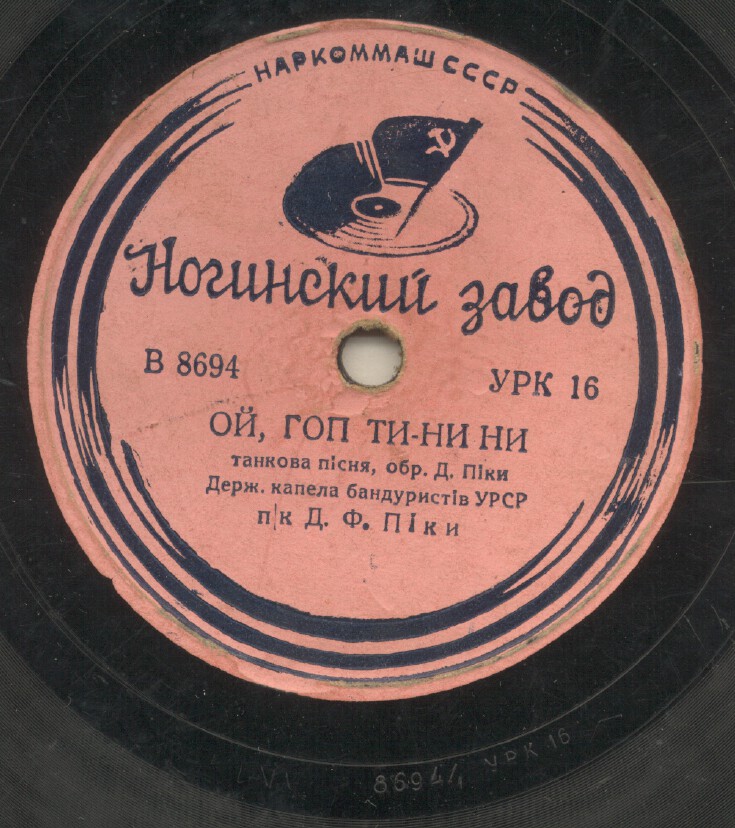 НАРКОММАШ СССР
Ногинский завод
В 8694
УРК 16
ОЙ, ГОП ТИ-НИ НИ
танкова пісня, обр. Д. Піки
Держ. капела бандуристів УРСР
п/к Д. Ф. ПІки
8694/
УРК 16